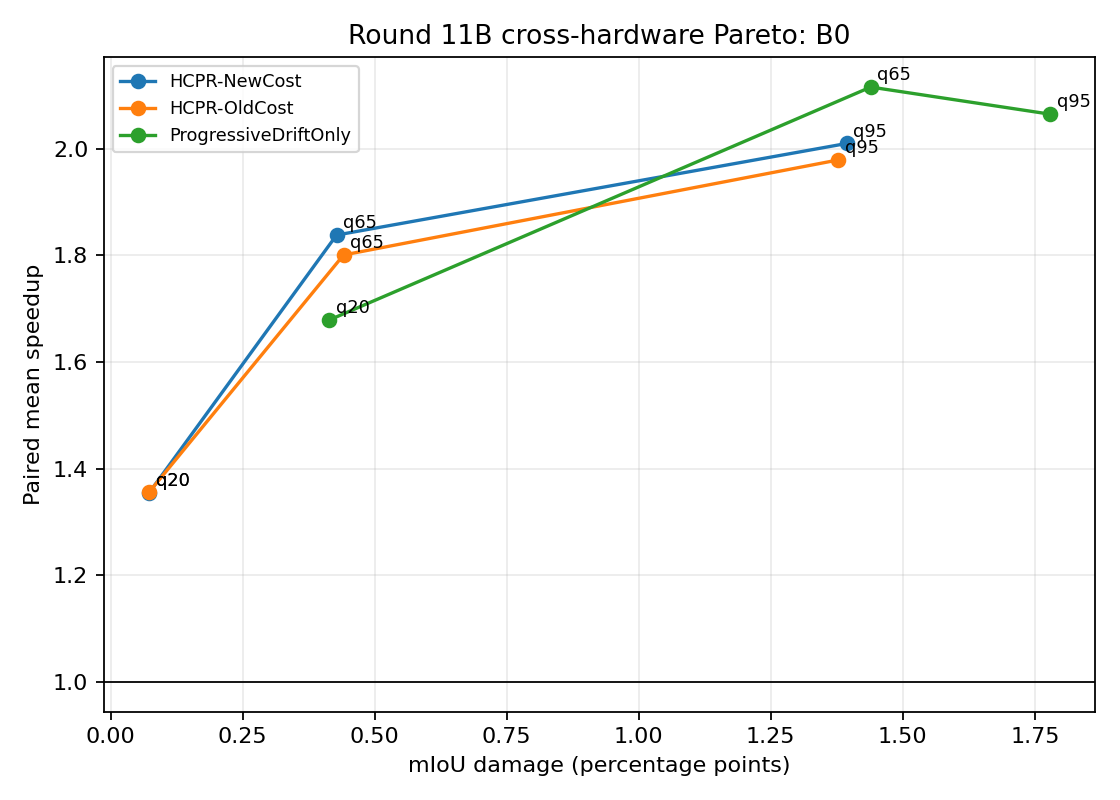 Round 11B cross-hardware Pareto: B0
HCPR-NewCost
HCPR-OldCost
ProgressiveDriftOnly
q65
q95
q95
q95
q65
q65
q20
q20
q20
2.0
1.8
1.6
1.4
1.2
1.0
Paired mean speedup
0.00 0.25 0.50 0.75 1.00 1.25 1.50 1.75
mIoU damage (percentage points)